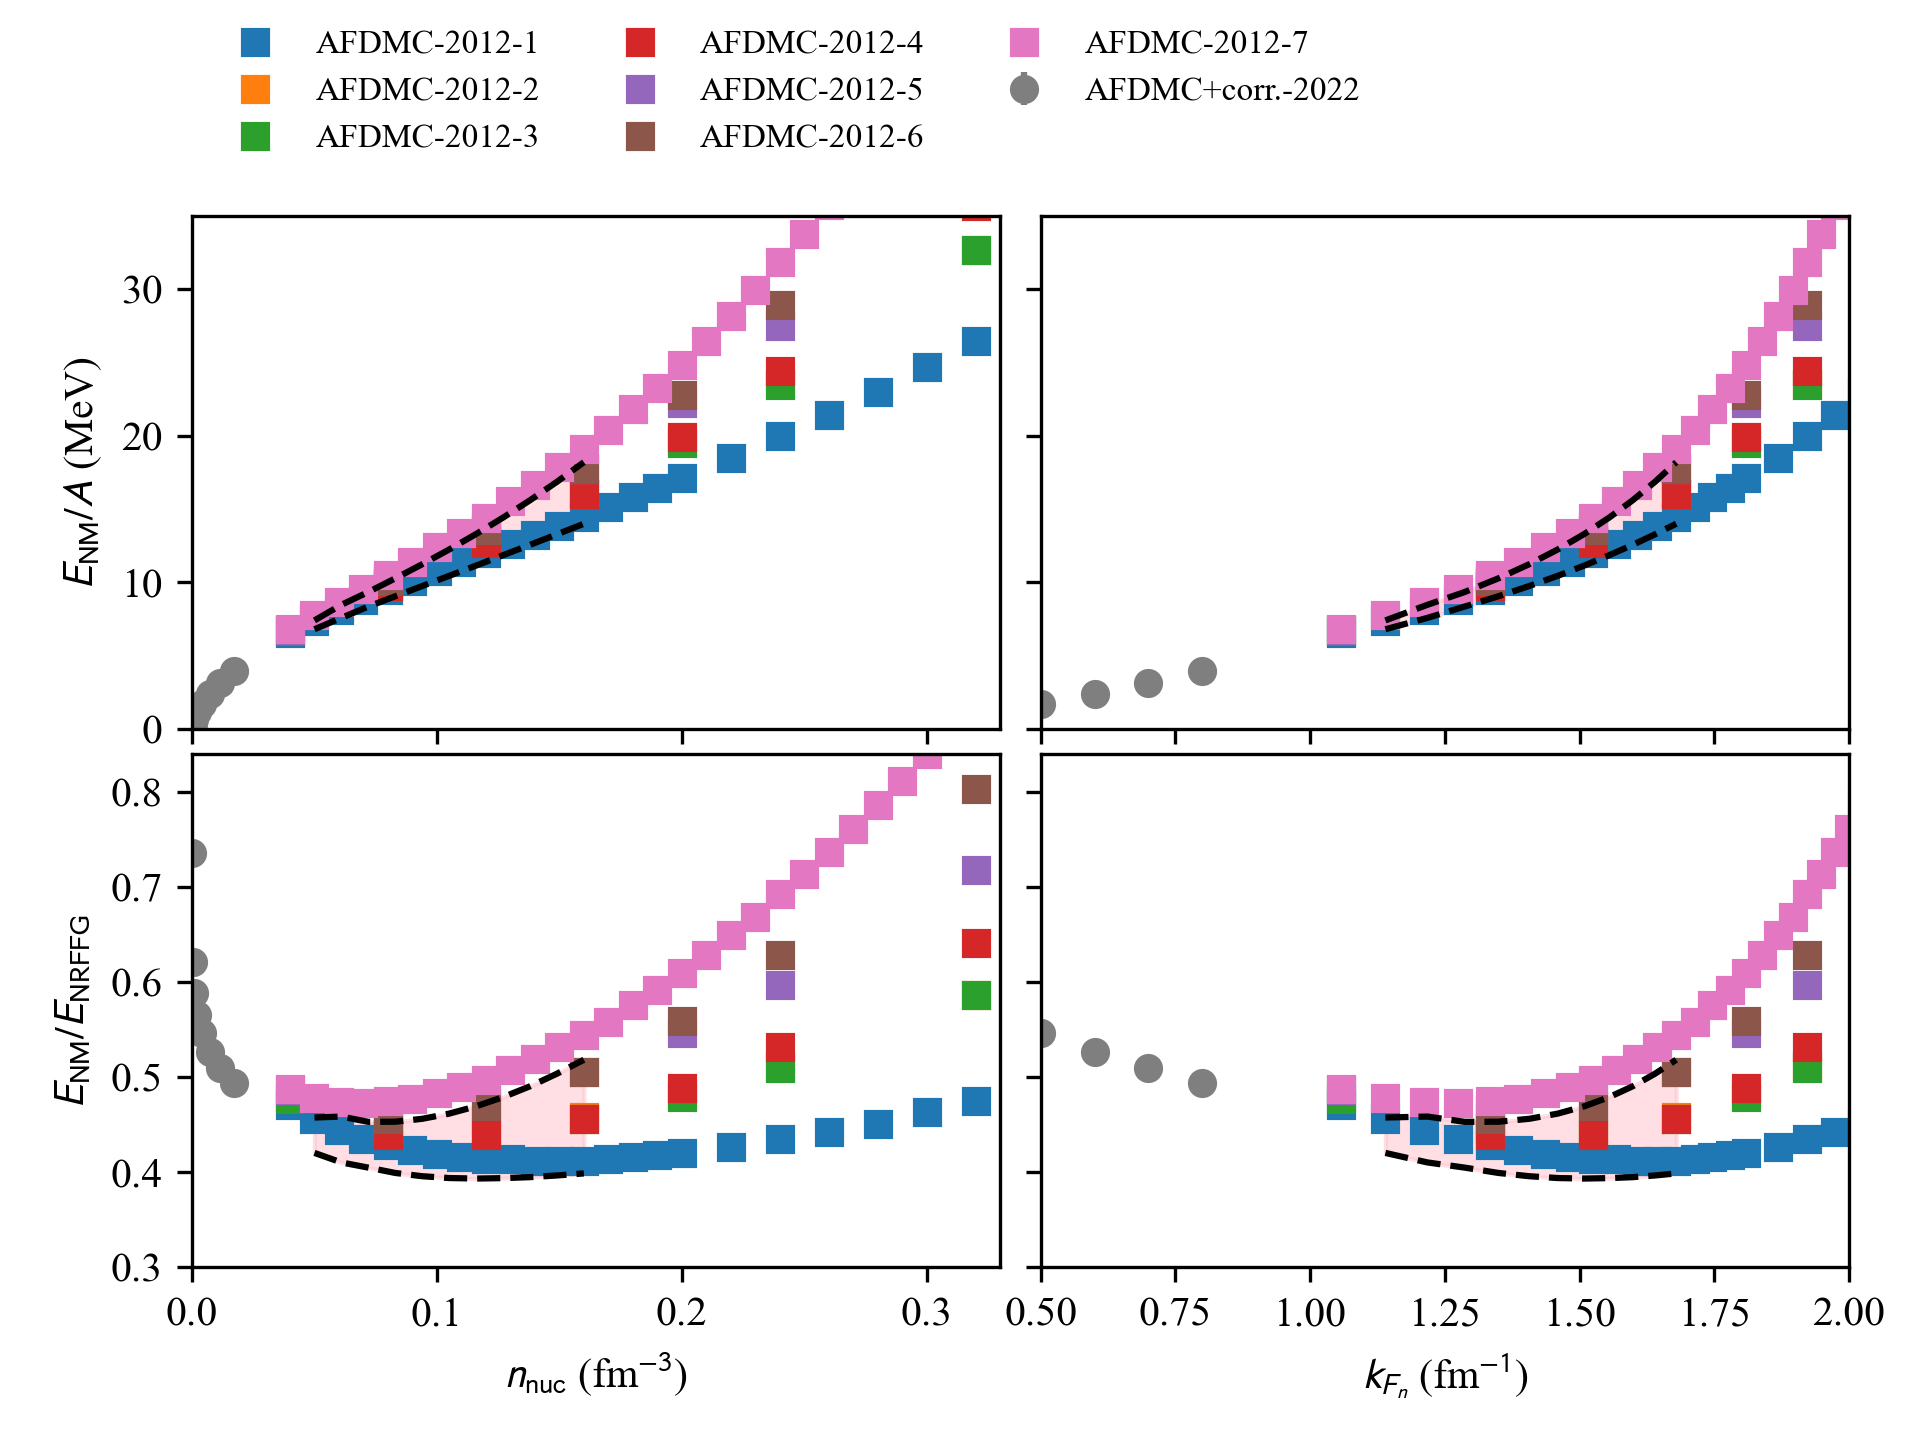 AFDMC-2012-1 AFDMC-2012-4 AFDMC-2012-7
AFDMC-2012-2 AFDMC-2012-5 AFDMC+corr.-2022
AFDMC-2012-3 AFDMC-2012-6
30
20
10
0
E_NM/A (MeV)
0.8
0.7
0.6
0.5
0.4
0.3
E_NM/E_NRFFG
0.0 0.1 0.2 0.3 0.50 0.75 1.00 1.25 1.50 1.75 2.00
n_nuc (fm⁻³) k_{F_n} (fm⁻¹)